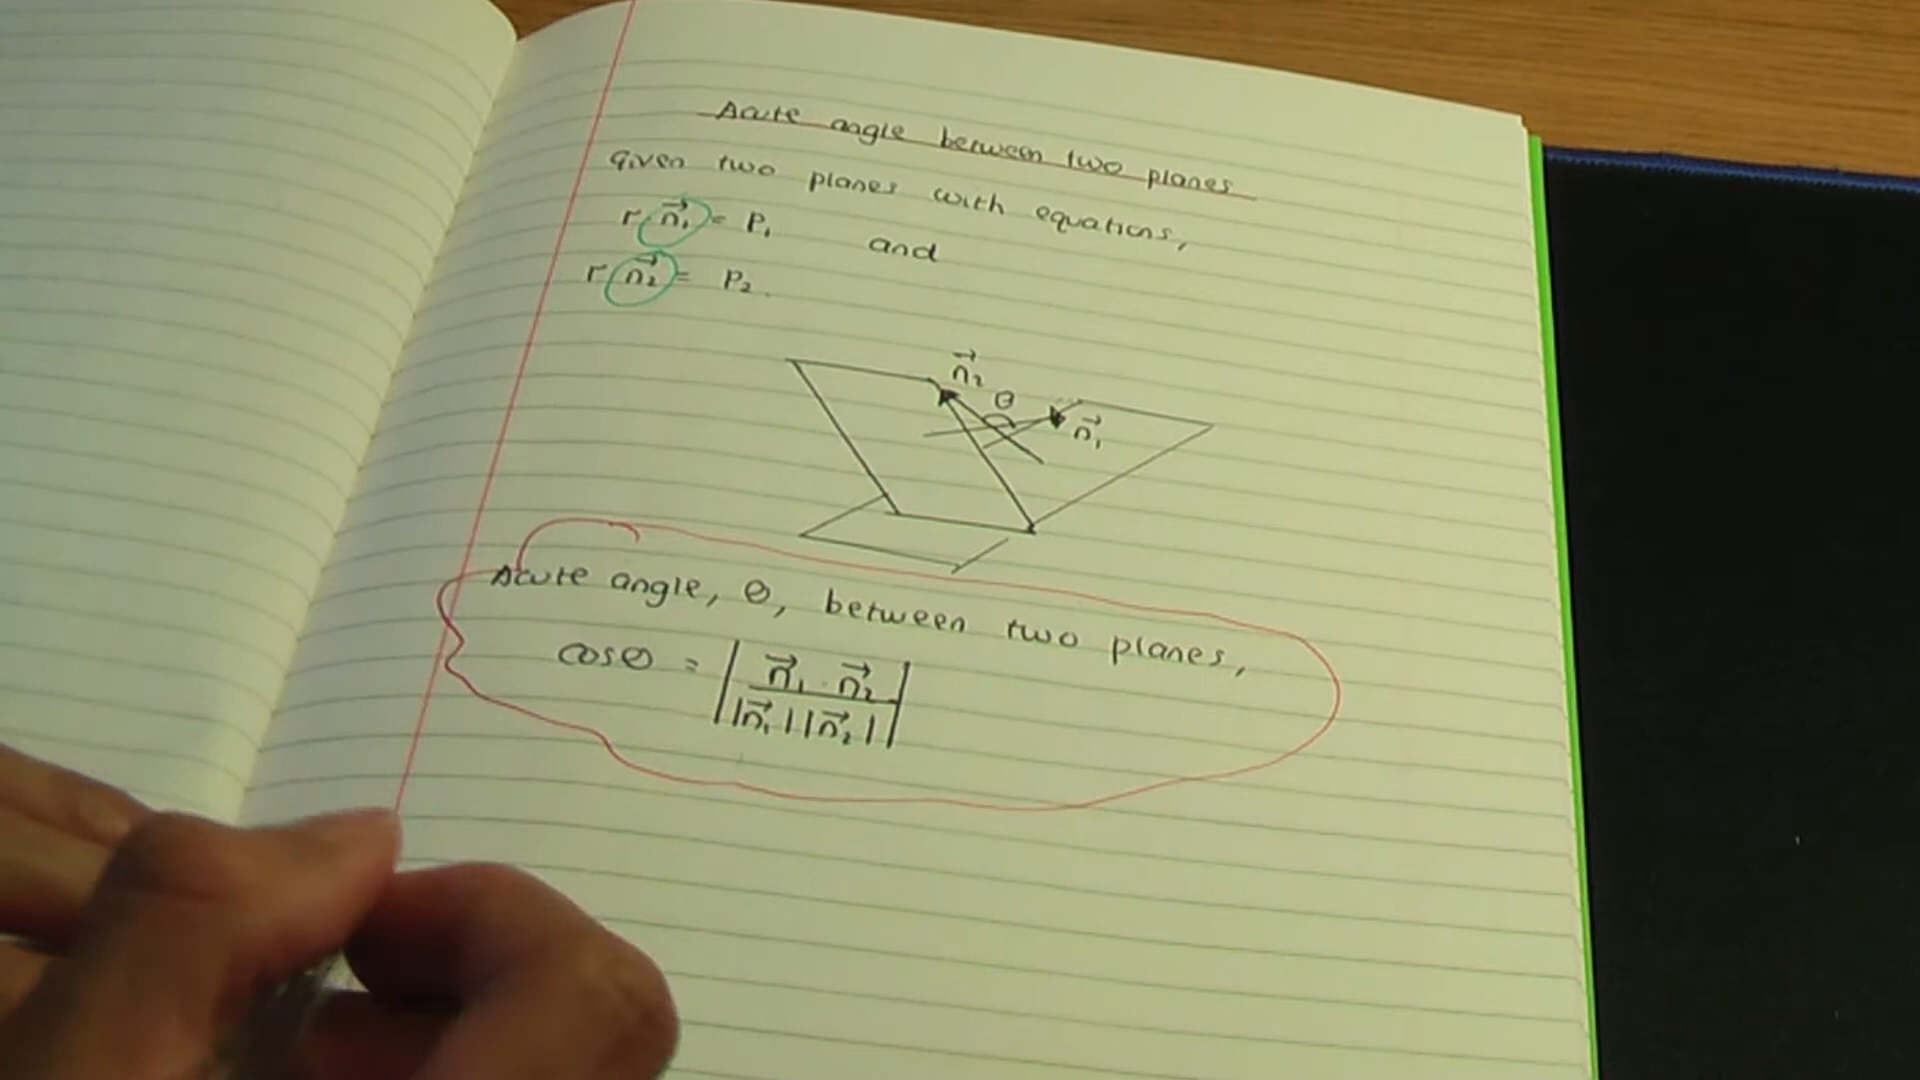 Acute angle between two planes
Given two planes with equations,
r n⃗₁ = P₁ and
r n⃗₂ = P₂.
n⃗₂
θ
n⃗₁
Acute angle, θ, between two planes,
cosθ = | n⃗₁ · n⃗₂ / |n⃗₁| |n⃗₂| |